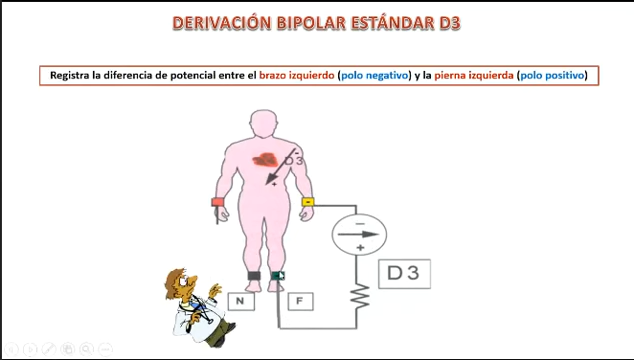 DERIVACIÓN BIPOLAR ESTÁNDAR D3
Registra la diferencia de potencial entre el brazo izquierdo (polo negativo) y la pierna izquierda (polo positivo)
−
D3
+
−
−
+
D3
N
F